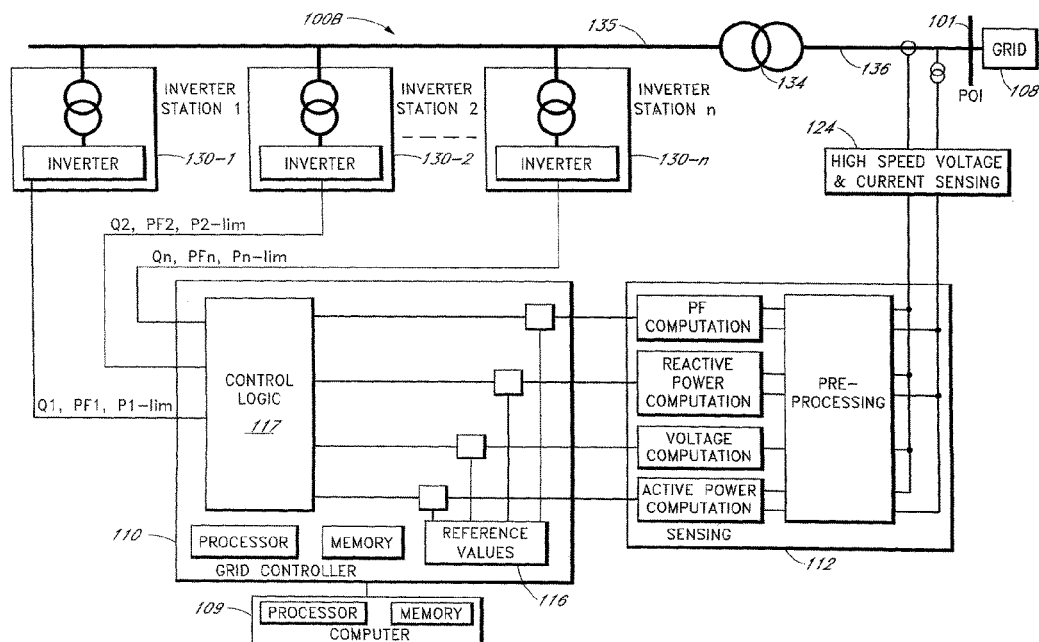 100B
135
101
GRID
108
134
136
POI
INVERTER
STATION 1
INVERTER
STATION 2
INVERTER
STATION n
INVERTER
130-1
INVERTER
130-2
INVERTER
130-n
124
HIGH SPEED VOLTAGE
& CURRENT SENSING
Q2, PF2, P2-lim
Qn, PFn, Pn-lim
Q1, PF1, P1-lim
CONTROL
LOGIC
117
PF
COMPUTATION
REACTIVE
POWER
COMPUTATION
VOLTAGE
COMPUTATION
ACTIVE POWER
COMPUTATION
PRE-
PROCESSING
SENSING
112
110
PROCESSOR
MEMORY
REFERENCE
VALUES
GRID CONTROLLER
116
109
PROCESSOR
MEMORY
COMPUTER